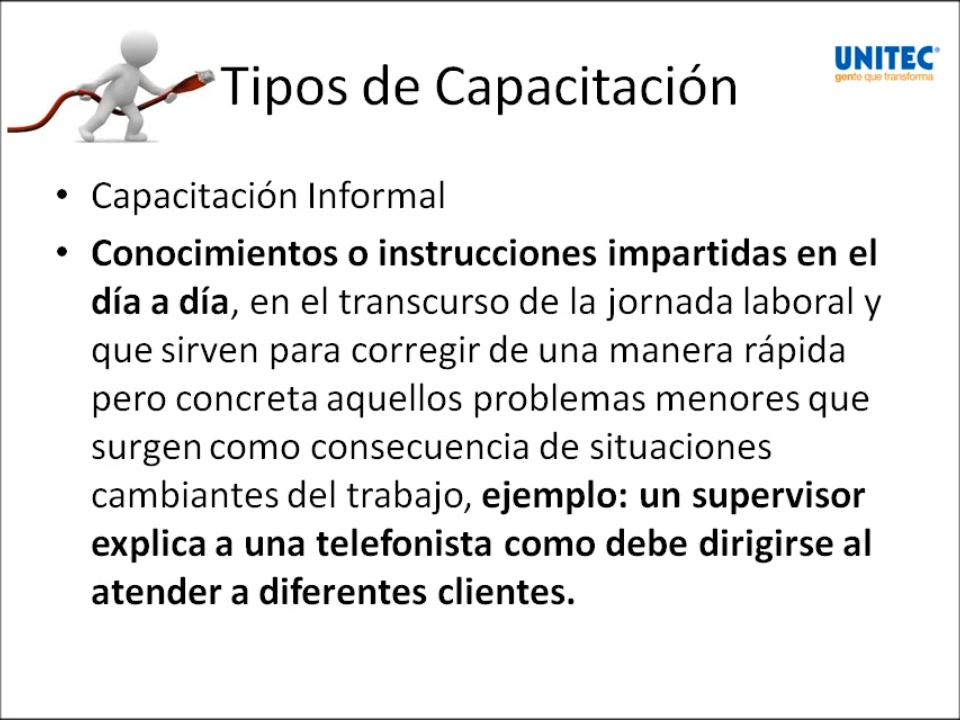 UNITEC
gente que transforma
Tipos de Capacitación
• Capacitación Informal
• Conocimientos o instrucciones impartidas en el
día a día, en el transcurso de la jornada laboral y
que sirven para corregir de una manera rápida
pero concreta aquellos problemas menores que
surgen como consecuencia de situaciones
cambiantes del trabajo, ejemplo: un supervisor
explica a una telefonista como debe dirigirse al
atender a diferentes clientes.